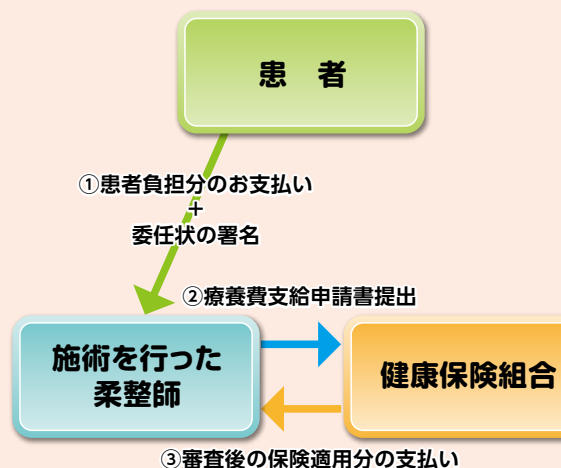 患　者
①患者負担分のお支払い
+
委任状の署名
②療養費支給申請書提出
施術を行った
柔整師
健康保険組合
③審査後の保険適用分の支払い